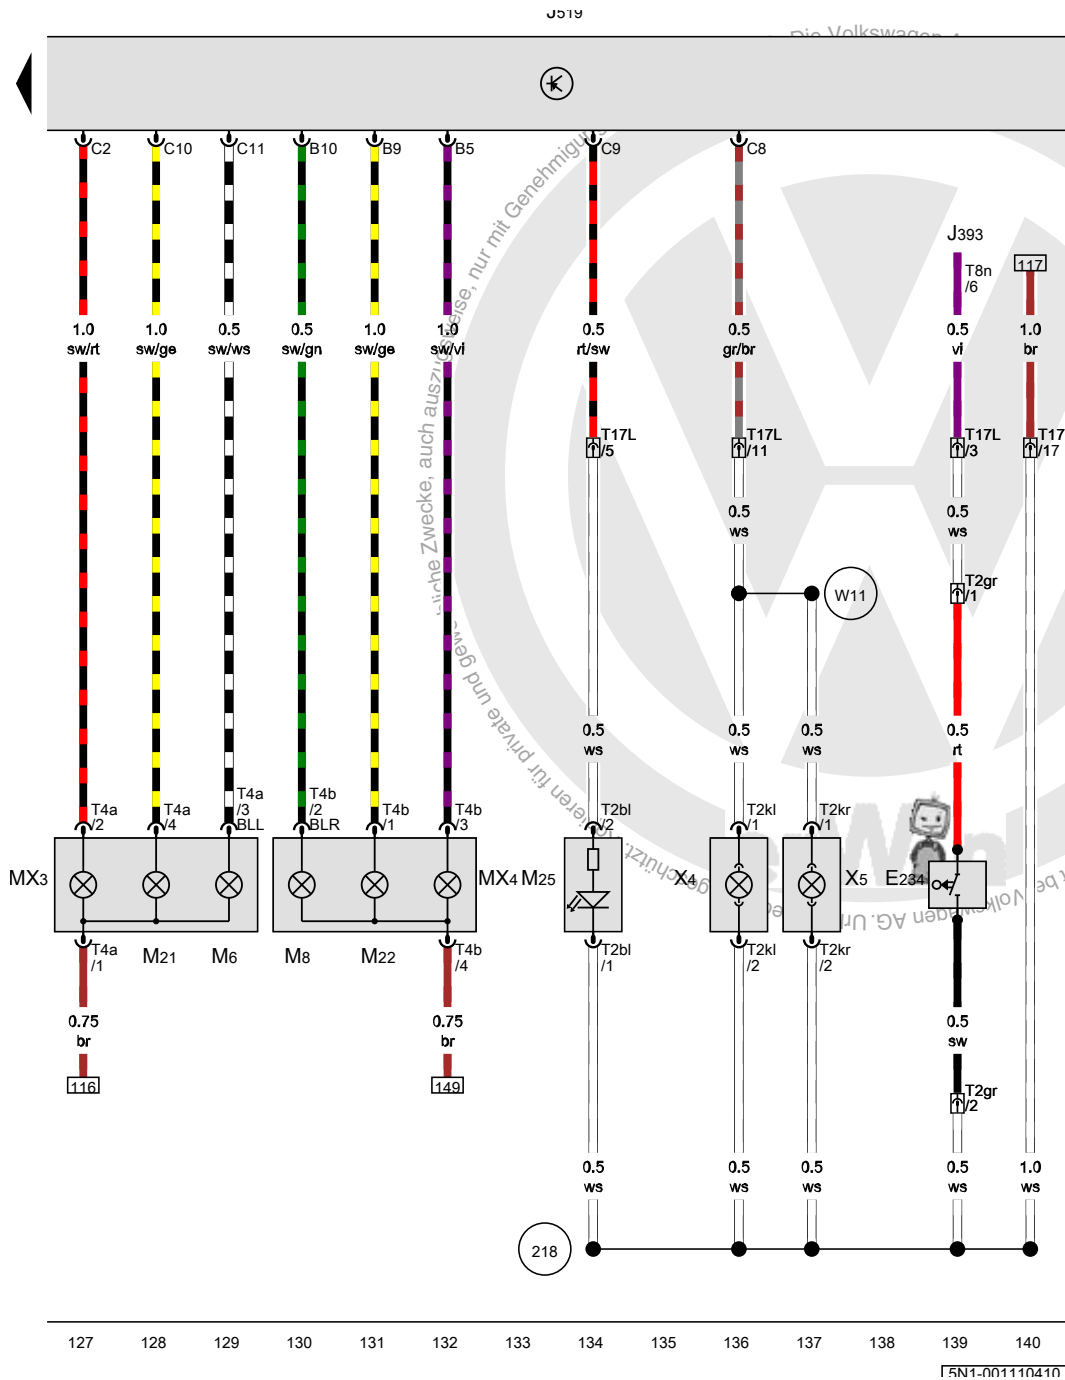 J519
Die Volkswagen A
C2
C10
C11
B10
B9
B5
C9
C8
J393
T8n
/6
117
1.0
sw/rt
1.0
sw/ge
0.5
sw/ws
0.5
sw/gn
1.0
sw/ge
1.0
sw/vi
0.5
rt/sw
0.5
gr/br
0.5
vi
1.0
br
T17L
/5
T17L
/11
T17L
/3
T17
/17
0.5
ws
0.5
ws
T2gr
/1
W11
0.5
ws
0.5
ws
0.5
ws
0.5
rt
T4a
/2
T4a
/4
T4a
/3
BLL
T4b
/2
BLR
T4b
/1
T4b
/3
T2bl
/2
T2kl
/1
T2kr
/1
MX3
MX4
M25
X4
X5
E234
T4a
/1
M21
M6
M8
M22
T4b
/4
T2bl
/1
T2kl
/2
T2kr
/2
0.75
br
0.75
br
0.5
sw
116
149
T2gr
/2
0.5
ws
0.5
ws
0.5
ws
0.5
ws
1.0
ws
218
127
128
129
130
131
132
133
134
135
136
137
138
139
140
5N1-001110410